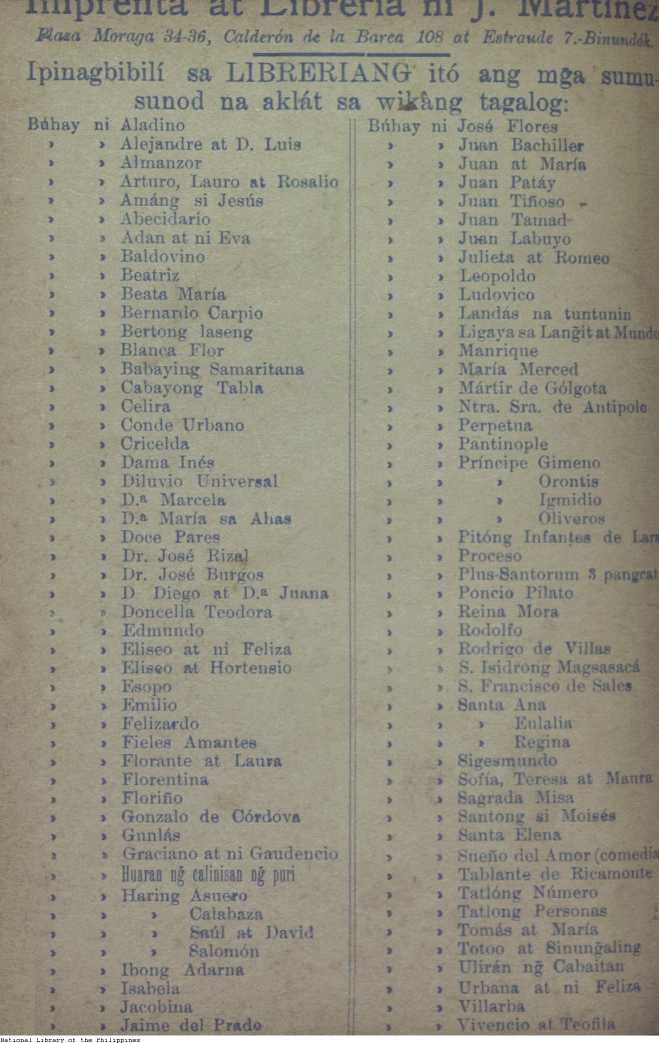 Imprenta at Librería ni J. Martinez
Plaza Moraga 34-36, Calderón de la Barca 108 at Estraude 7.-Binundók.
Ipinagbibilí sa LIBRERIANG itó ang mg̃a sumu-
sunod na aklát sa wikàng tagalog:
Búhay ni Aladino
» » Alejandre at D. Luis
» » Almanzor
» » Arturo, Lauro at Rosalio
» » Amáng si Jesús
» » Abecidario
» » Adan at ni Eva
» » Baldovino
» » Beatriz
» » Beata María
» » Bernardo Carpio
» » Bertong laseng
» » Blanca Flor
» » Babaying Samaritana
» » Cabayong Tabla
» » Celira
» » Conde Urbano
» » Cricelda
» » Dama Inés
» » Diluvio Universal
» » D.ª Marcela
» » D.ª María sa Ahas
» » Doce Pares
» » Dr. José Rizal
» » Dr. José Burgos
» » D Diego at D.ª Juana
» » Doncella Teodora
» » Edmundo
» » Eliseo at ni Feliza
» » Eliseo at Hortensio
» » Esopo
» » Emilio
» » Felizardo
» » Fieles Amantes
» » Florante at Laura
» » Florentina
» » Floriño
» » Gonzalo de Córdova
» » Gunlás
» » Graciano at ni Gaudencio
» » Huaran ng̃ calinisan ng̃ puri
» » Haring Asuero
» » » Calabaza
» » » Saúl at David
» » » Salomón
» » Ibong Adarna
» » Isabela
» » Jacobina
» » Jaime del Prado
Búhay ni José Flores
» » Juan Bachiller
» » Juan at María
» » Juan Patáy
» » Juan Tiñoso
» » Juan Tamad
» » Juan Labuyo
» » Julieta at Romeo
» » Leopoldo
» » Ludovico
» » Landás na tuntunin
» » Ligaya sa Lang̃it at Mundo
» » Manrique
» » María Merced
» » Mártir de Gólgota
» » Ntra. Sra. de Antipolo
» » Perpetua
» » Pantinople
» » Príncipe Gimeno
» » » Orontis
» » » Igmidio
» » » Oliveros
» » Pitóng Infantes de Lara
» » Proceso
» » Plus-Santorum 3 pangcat
» » Poncio Pilato
» » Reina Mora
» » Rodolfo
» » Rodrigo de Villas
» » S. Isidrong Magsasacá
» » S. Francisco de Sales
» » Santa Ana
» » » Eulalia
» » » Regina
» » Sigesmundo
» » Sofía, Teresa at Maura
» » Sagrada Misa
» » Santong si Moisés
» » Santa Elena
» » Sueño del Amor (comedia
» » Tablante de Ricamonte
» » Tatlóng Número
» » Tatlong Personas
» » Tomás at María
» » Totoo at Sinung̃aling
» » Ulirán ng̃ Cabaitan
» » Urbana at ni Feliza
» » Villarba
» » Vivencio at Teofila
National Library of the Philippines